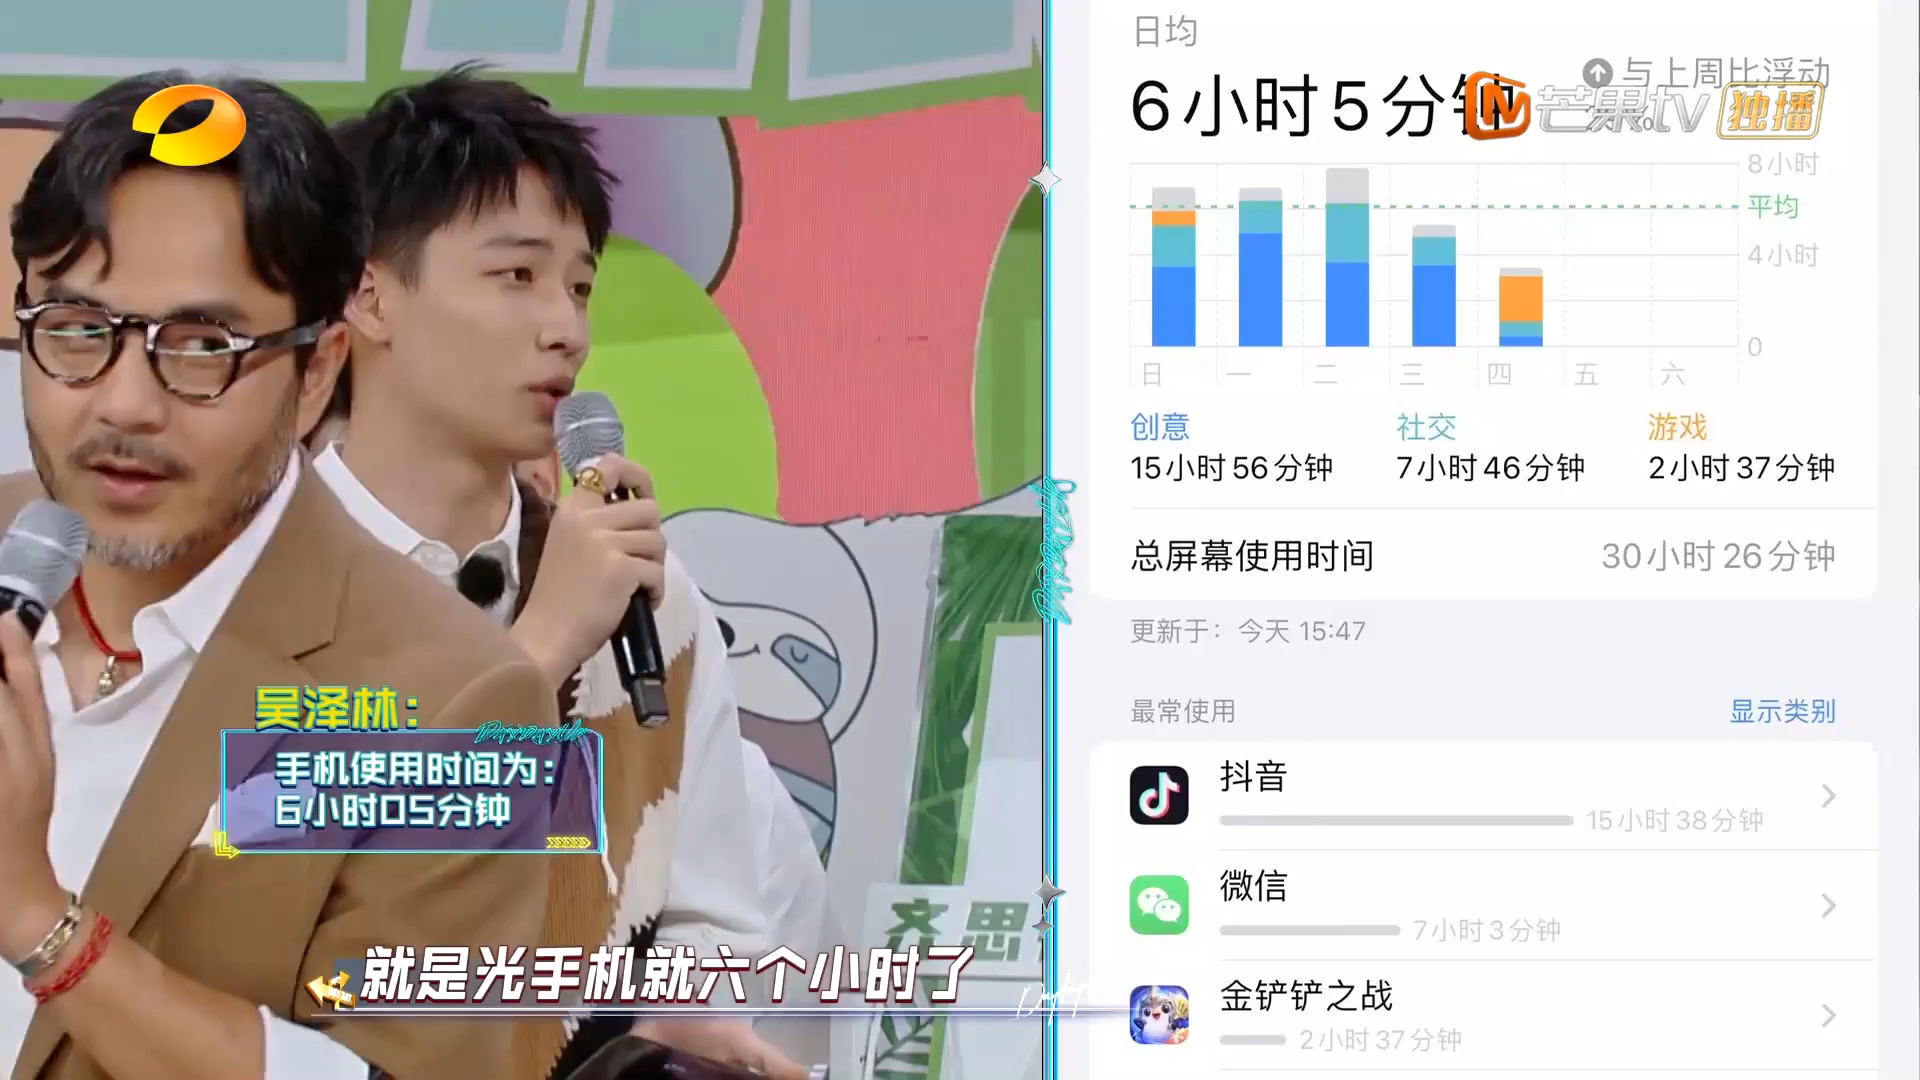 日均
6小时5分钟
与上周比浮动
芒果tv 独播
8小时
平均
4小时
0
日 一 二 三 四 五 六
创意 社交 游戏
15小时56分钟 7小时46分钟 2小时37分钟
总屏幕使用时间 30小时26分钟
更新于：今天 15:47
最常使用 显示类别
抖音
15小时38分钟
微信
7小时3分钟
金铲铲之战
2小时37分钟
吴泽林：
手机使用时间为：
6小时05分钟
齐思
就是光手机就六个小时了